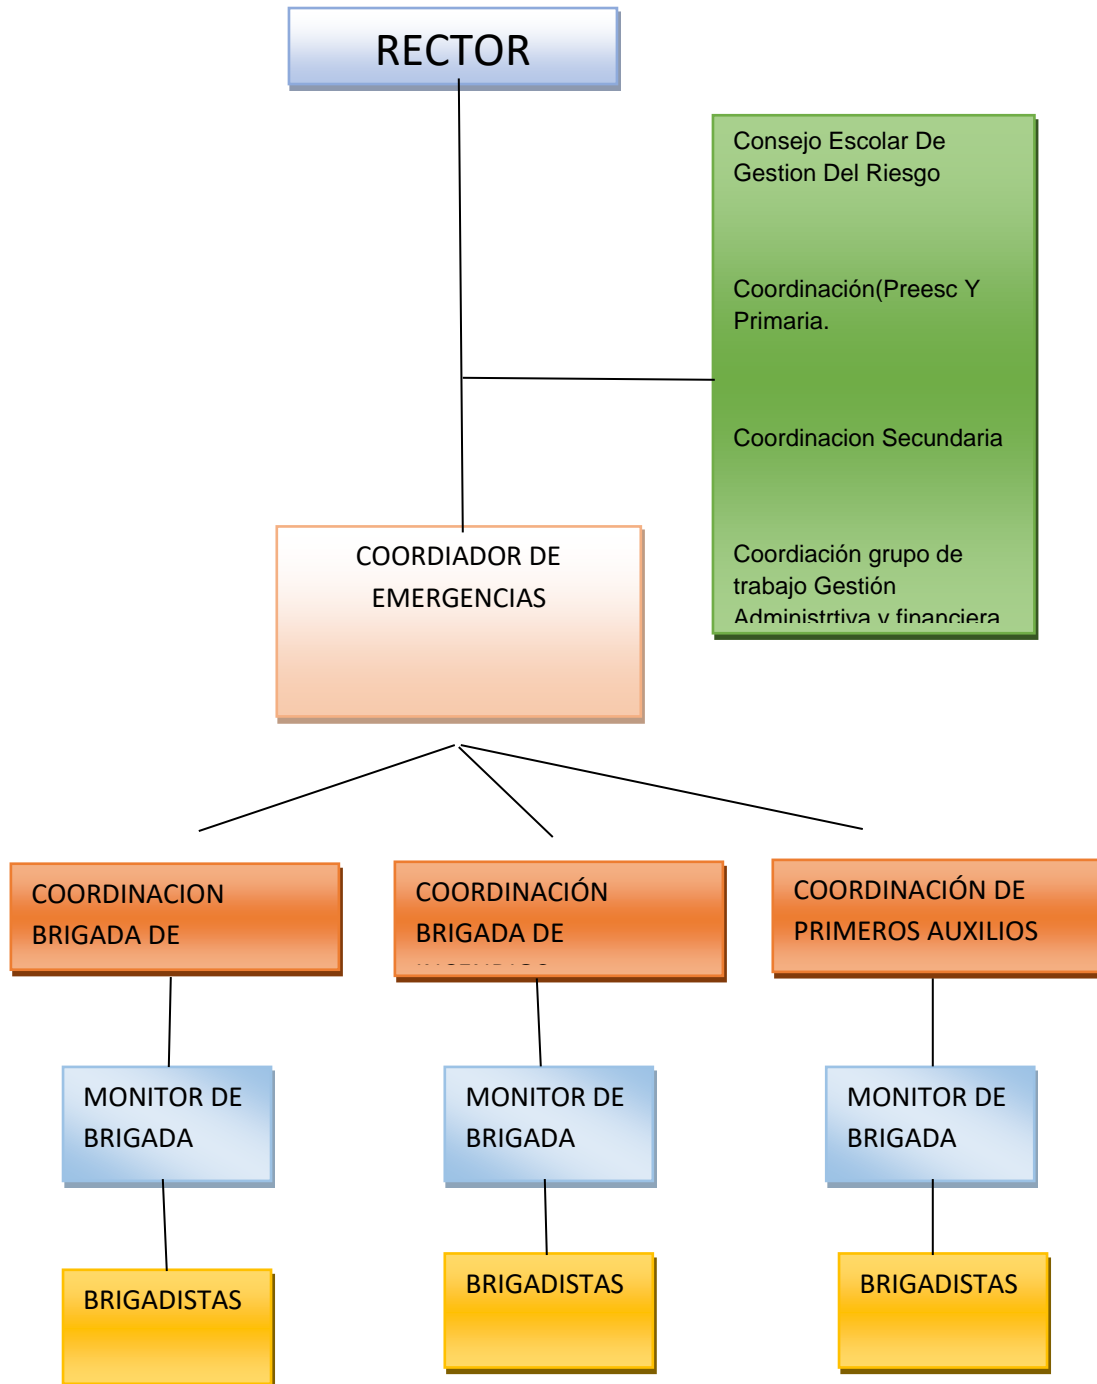 RECTOR
Consejo Escolar De
Gestion Del Riesgo
Coordinación(Preesc Y
Primaria.
Coordinacion Secundaria
Coordiación grupo de
trabajo Gestión
Administrtiva y financiera
COORDIADOR DE
EMERGENCIAS
COORDINACION
BRIGADA DE
COORDINACIÓN
BRIGADA DE
COORDINACIÓN DE
PRIMEROS AUXILIOS
MONITOR DE
BRIGADA
MONITOR DE
BRIGADA
MONITOR DE
BRIGADA
BRIGADISTAS
BRIGADISTAS
BRIGADISTAS